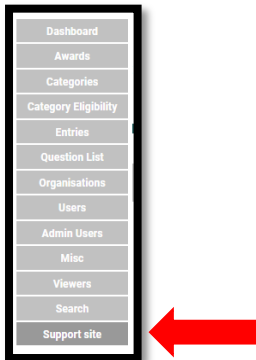 Dashboard
Awards
Categories
Category Eligibility
Entries
Question List
Organisations
Users
Admin Users
Misc
Viewers
Search
Support site